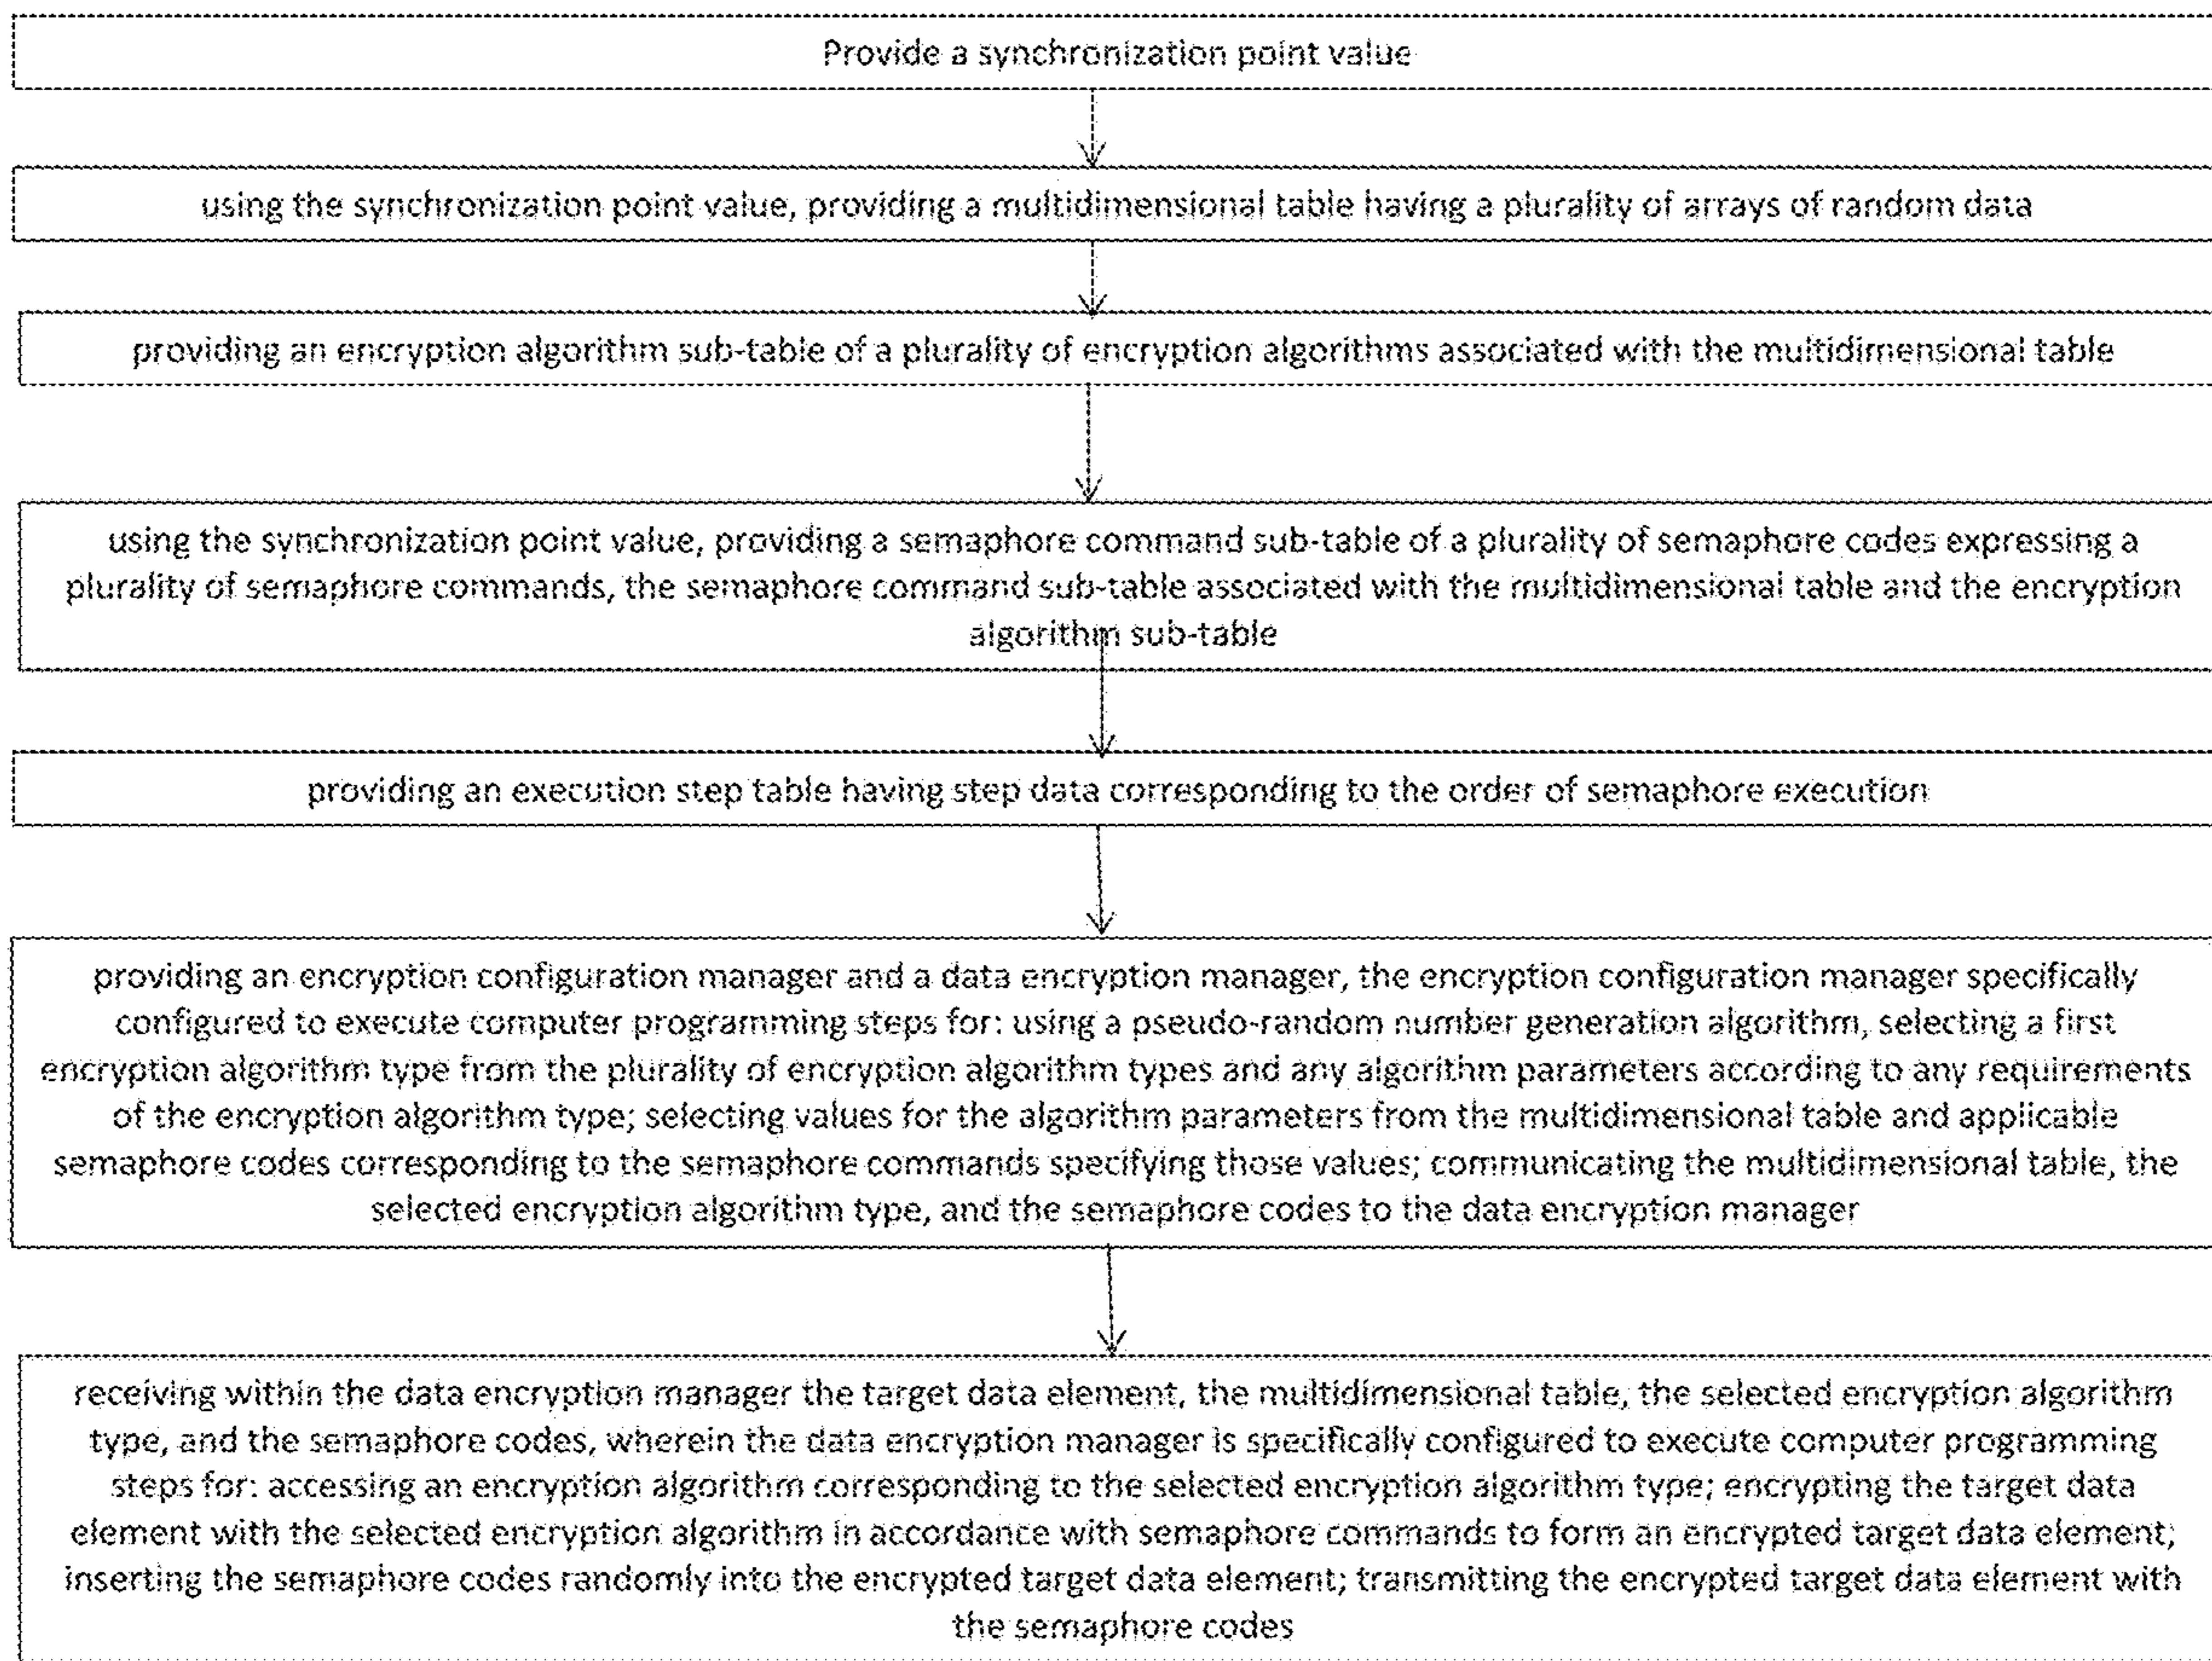 Provide a synchronization point value
using the synchronization point value, providing a multidimensional table having a plurality of arrays of random data
providing an encryption algorithm sub-table of a plurality of encryption algorithms associated with the multidimensional table
using the synchronization point value, providing a semaphore command sub-table of a plurality of semaphore codes expressing a
plurality of semaphore commands, the semaphore command sub-table associated with the multidimensional table and the encryption
algorithm sub-table
providing an execution step table having step data corresponding to the order of semaphore execution
providing an encryption configuration manager and a data encryption manager, the encryption configuration manager specifically
configured to execute computer programming steps for: using a pseudo-random number generation algorithm, selecting a first
encryption algorithm type from the plurality of encryption algorithm types and any algorithm parameters according to any requirements
of the encryption algorithm type; selecting values for the algorithm parameters from the multidimensional table and applicable
semaphore codes corresponding to the semaphore commands specifying those values; communicating the multidimensional table, the
selected encryption algorithm type, and the semaphore codes to the data encryption manager
receiving within the data encryption manager the target data element, the multidimensional table, the selected encryption algorithm
type, and the semaphore codes, wherein the data encryption manager is specifically configured to execute computer programming
steps for: accessing an encryption algorithm corresponding to the selected encryption algorithm type; encrypting the target data
element with the selected encryption algorithm in accordance with semaphore commands to form an encrypted target data element;
inserting the semaphore codes randomly into the encrypted target data element; transmitting the encrypted target data element with
the semaphore codes